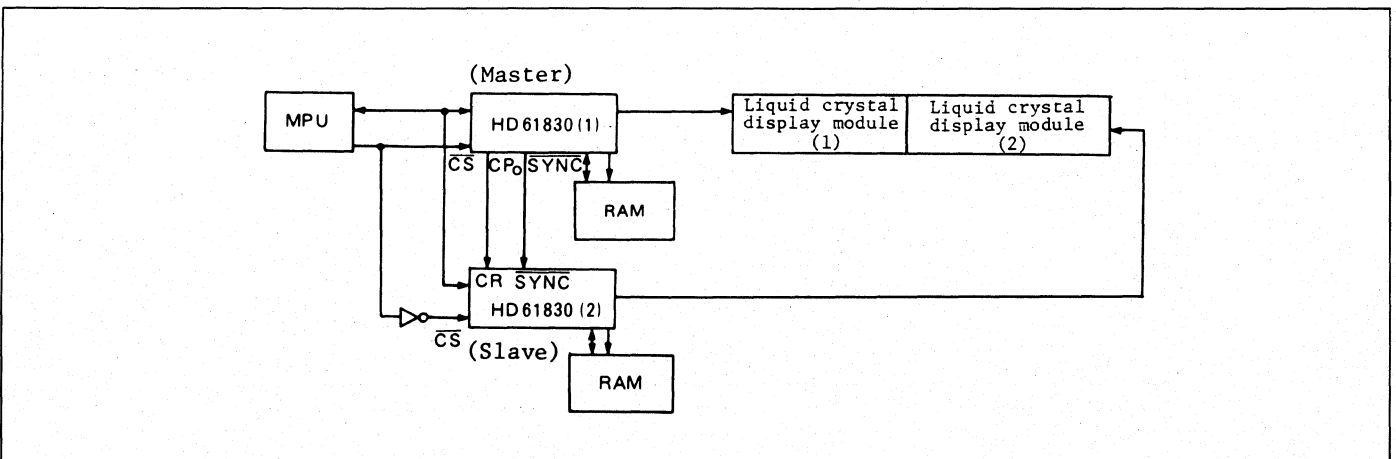 (Master)
MPU
HD61830(1)
Liquid crystal
display module
(1)
Liquid crystal
display module
(2)
CS CPo SYNC
RAM
CR SYNC
HD61830(2)
CS
(Slave)
RAM